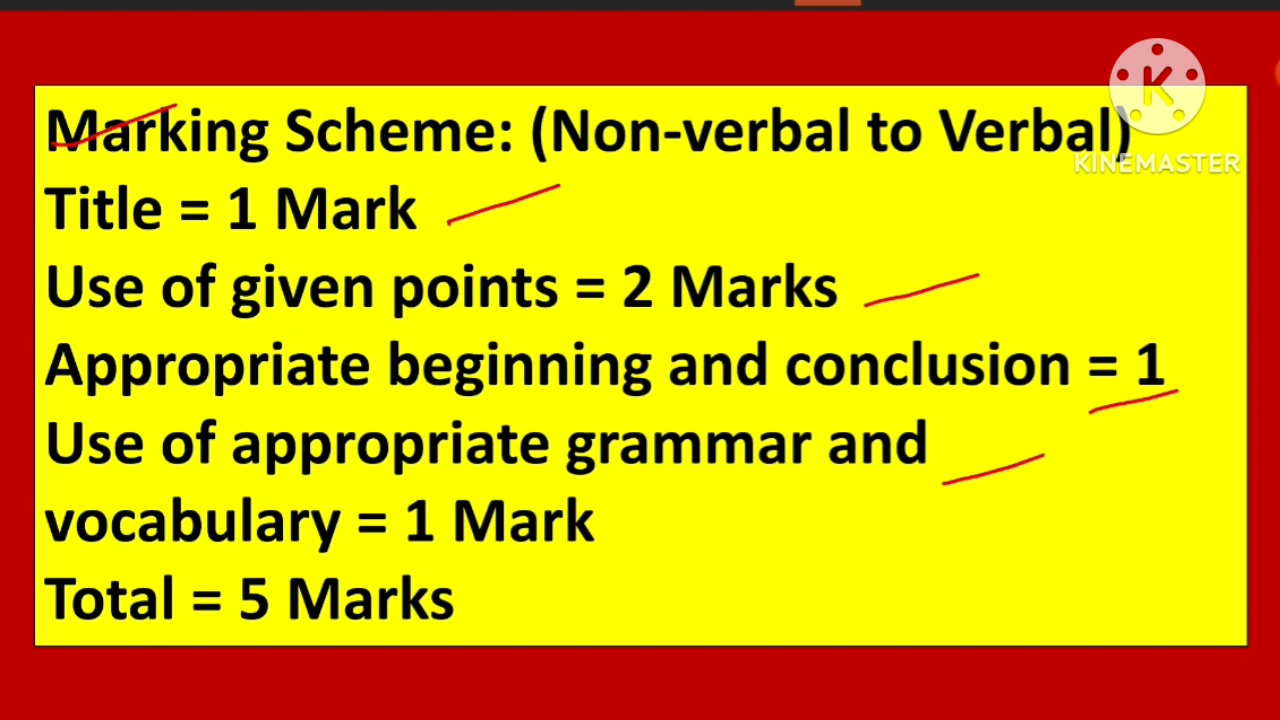 Marking Scheme: (Non-verbal to Verbal)
Title = 1 Mark
Use of given points = 2 Marks
Appropriate beginning and conclusion = 1
Use of appropriate grammar and
vocabulary = 1 Mark
Total = 5 Marks
K
KINEMASTER